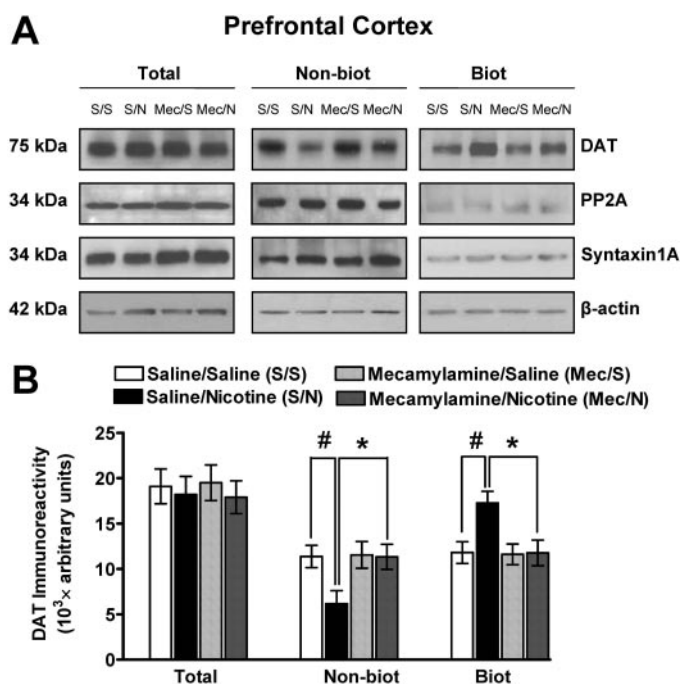 A
Prefrontal Cortex
Total Non-biot Biot
S/S S/N Mec/S Mec/N S/S S/N Mec/S Mec/N S/S S/N Mec/S Mec/N
75 kDa DAT
34 kDa PP2A
34 kDa Syntaxin1A
42 kDa β-actin
B
Saline/Saline (S/S) Mecamylamine/Saline (Mec/S)
Saline/Nicotine (S/N) Mecamylamine/Nicotine (Mec/N)
DAT Immunoreactivity
(10³× arbitrary units)
25
20
15
10
5
0
# * # *
Total Non-biot Biot